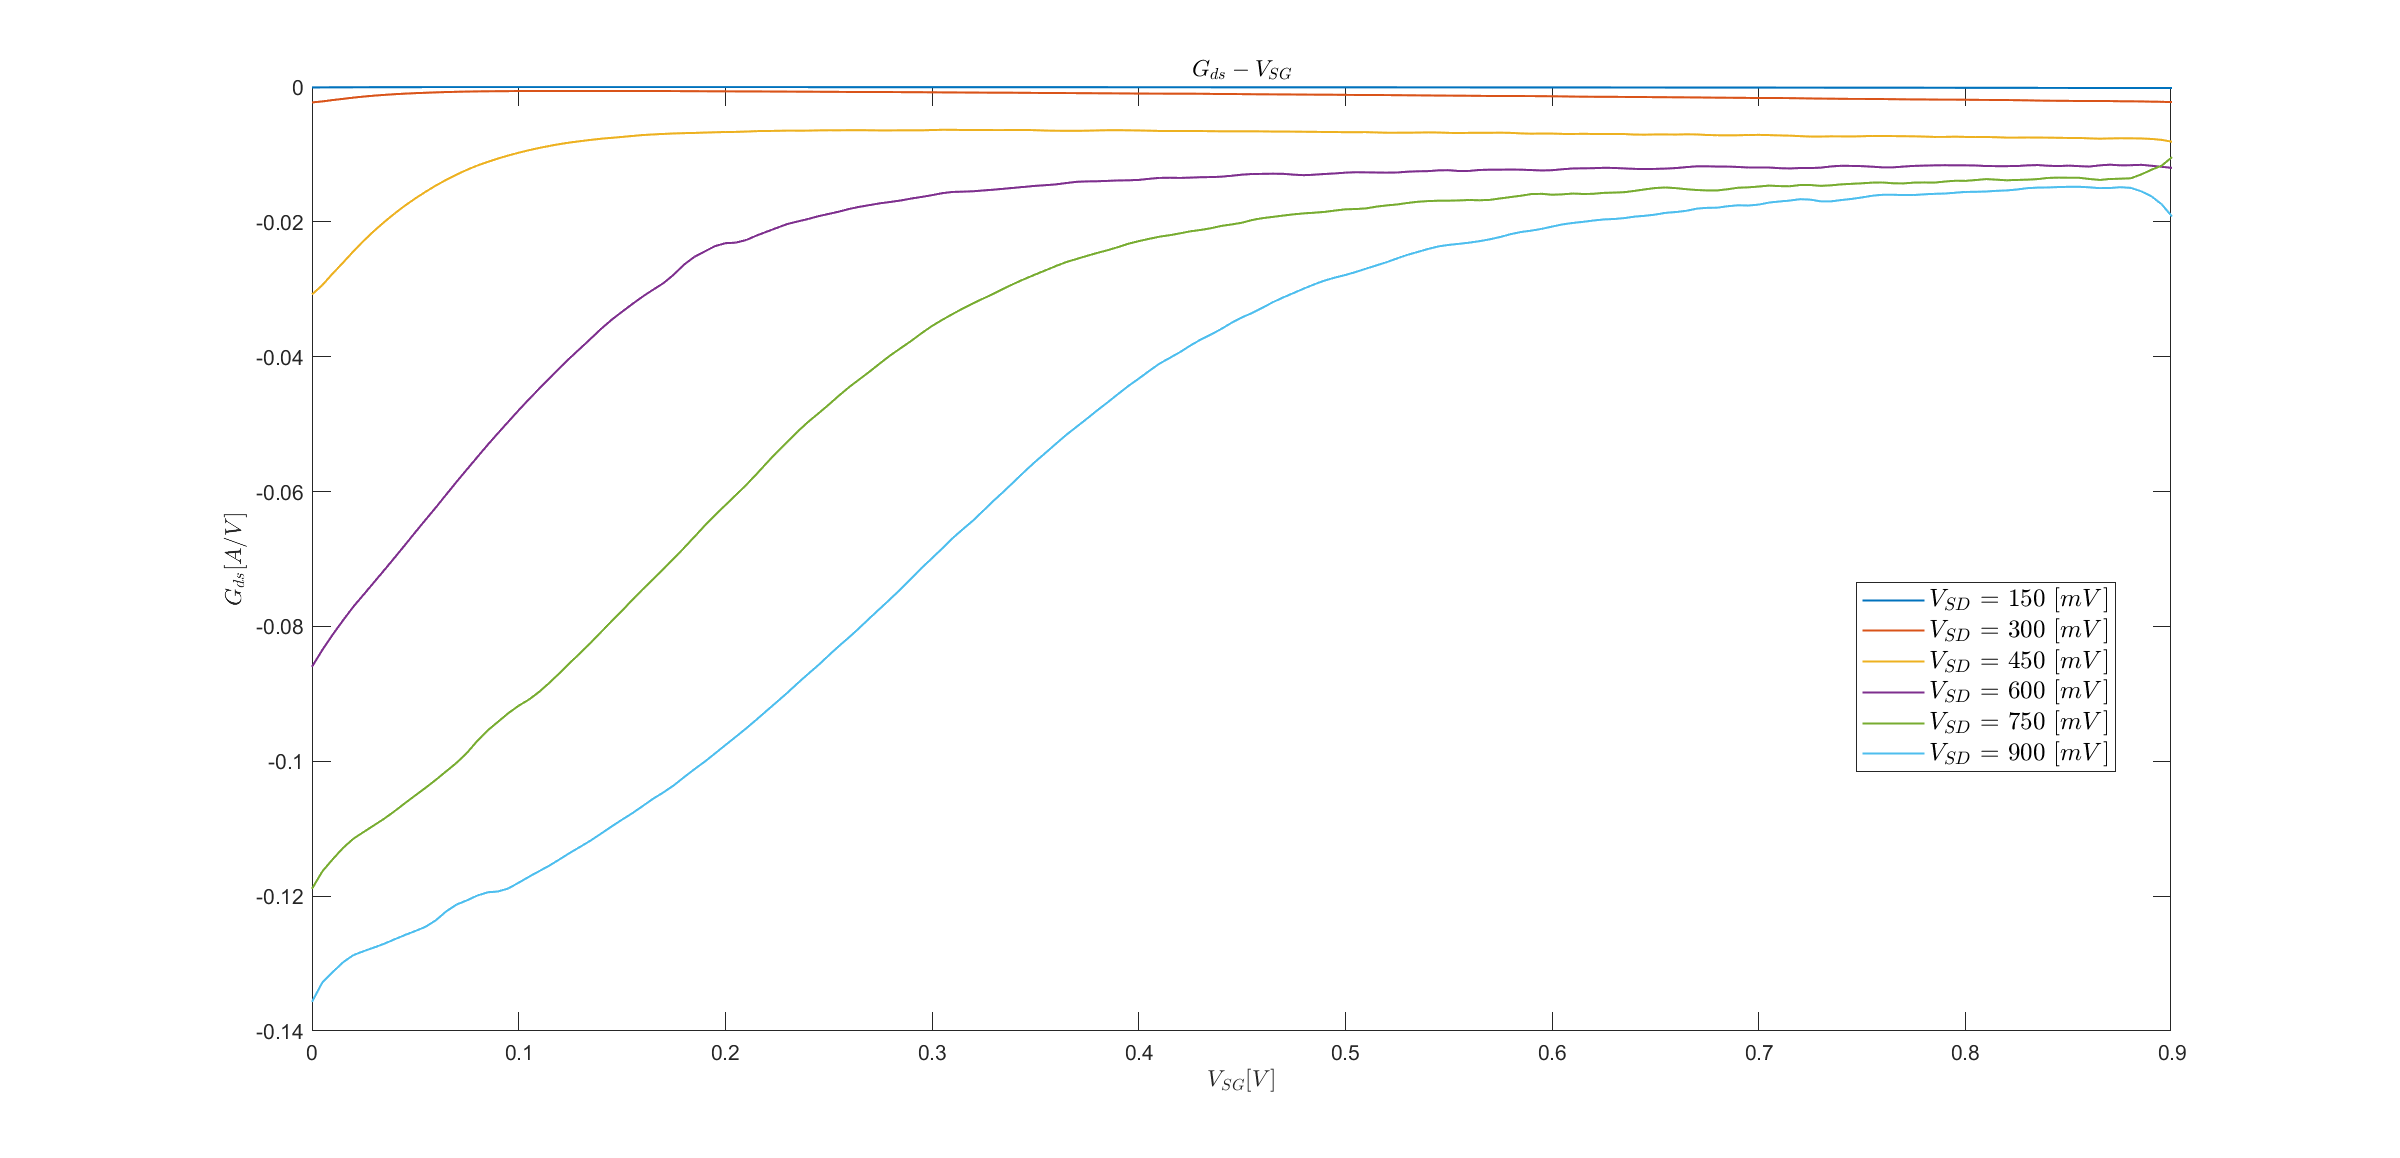 G_ds − V_SG
0
-0.02
-0.04
-0.06
-0.08
-0.1
-0.12
-0.14
G_ds[A/V]
0 0.1 0.2 0.3 0.4 0.5 0.6 0.7 0.8 0.9
V_SG[V]
V_SD = 150 [mV]
V_SD = 300 [mV]
V_SD = 450 [mV]
V_SD = 600 [mV]
V_SD = 750 [mV]
V_SD = 900 [mV]